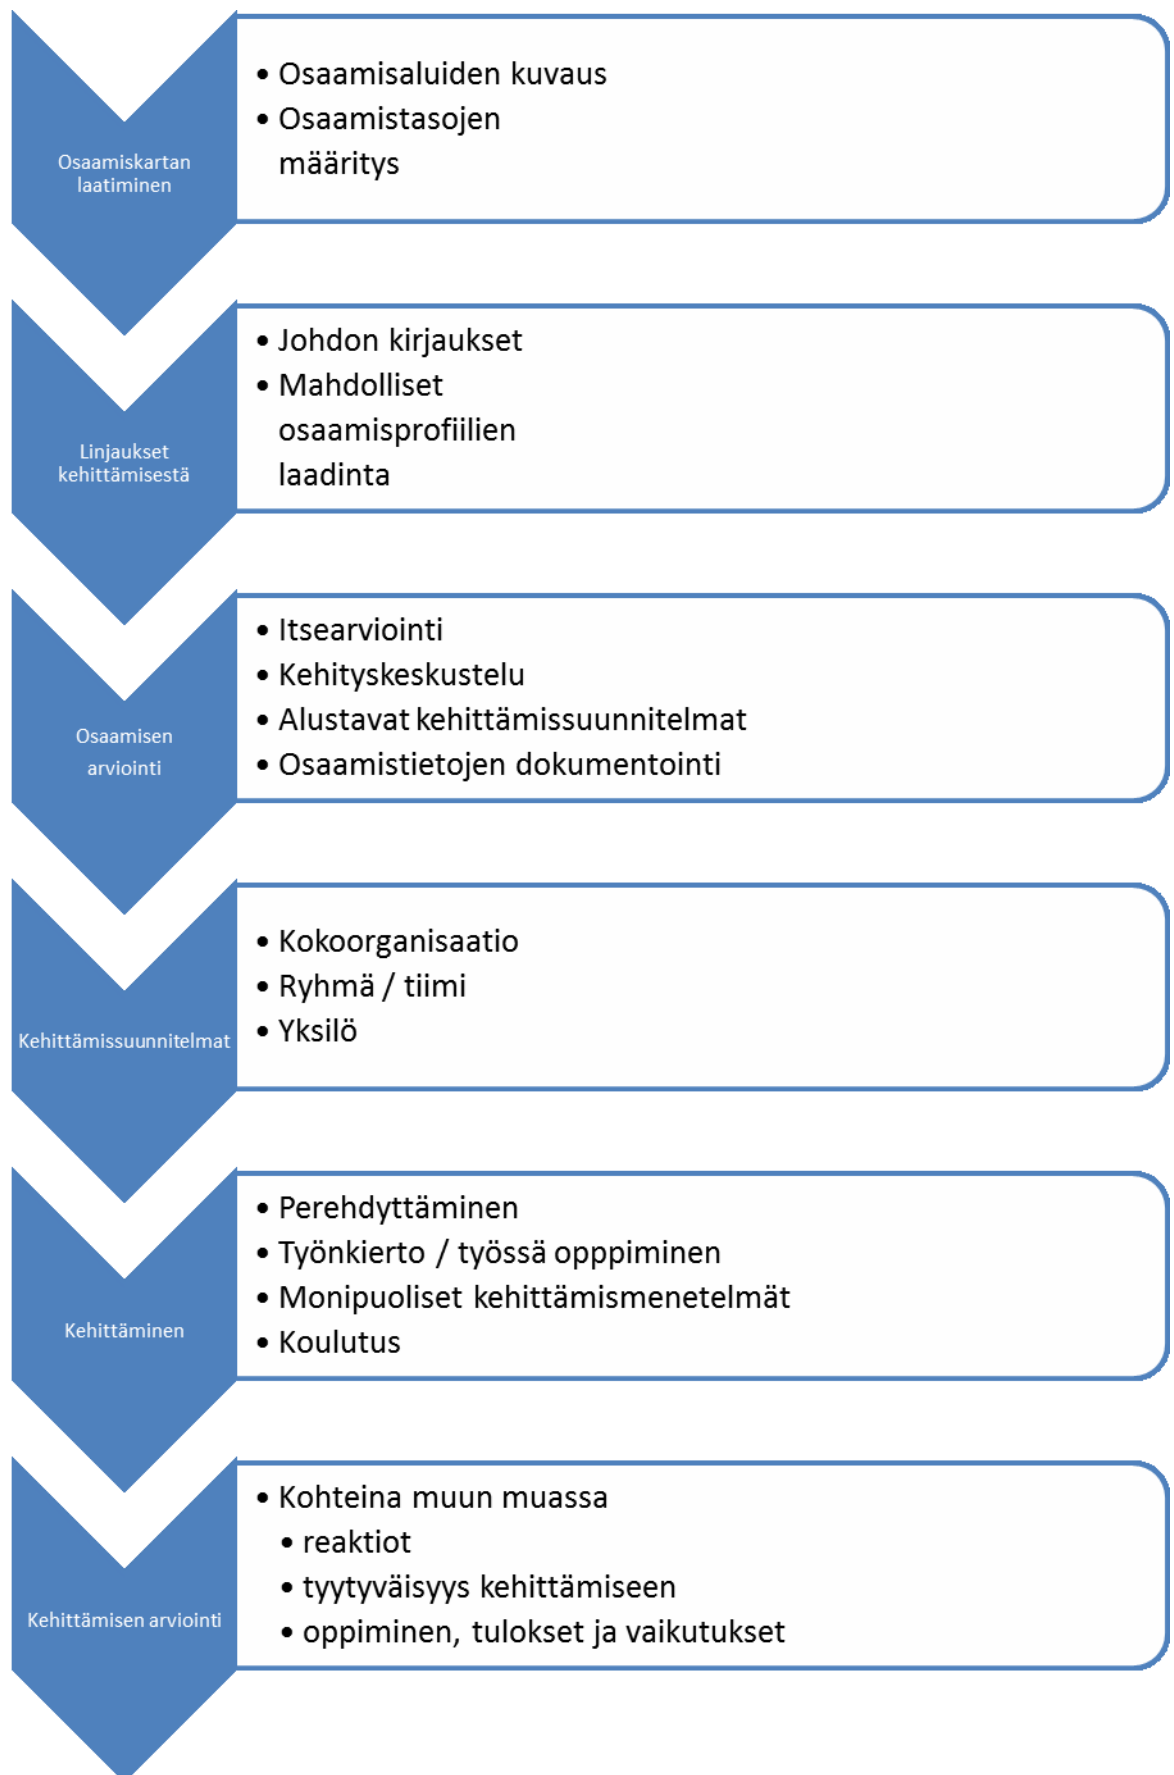 Osaamiskartan
laatiminen
• Osaamisaluiden kuvaus
• Osaamistasojen
määritys
Linjaukset
kehittämisestä
• Johdon kirjaukset
• Mahdolliset
osaamisprofiilien
laadinta
Osaamisen
arviointi
• Itsearviointi
• Kehityskeskustelu
• Alustavat kehittämissuunnitelmat
• Osaamistietojen dokumentointi
Kehittämissuunnitelmat
• Kokoorganisaatio
• Ryhmä / tiimi
• Yksilö
Kehittäminen
• Perehdyttäminen
• Työnkierto / työssä opppiminen
• Monipuoliset kehittämismenetelmät
• Koulutus
Kehittämisen arviointi
• Kohteina muun muassa
• reaktiot
• tyytyväisyys kehittämiseen
• oppiminen, tulokset ja vaikutukset